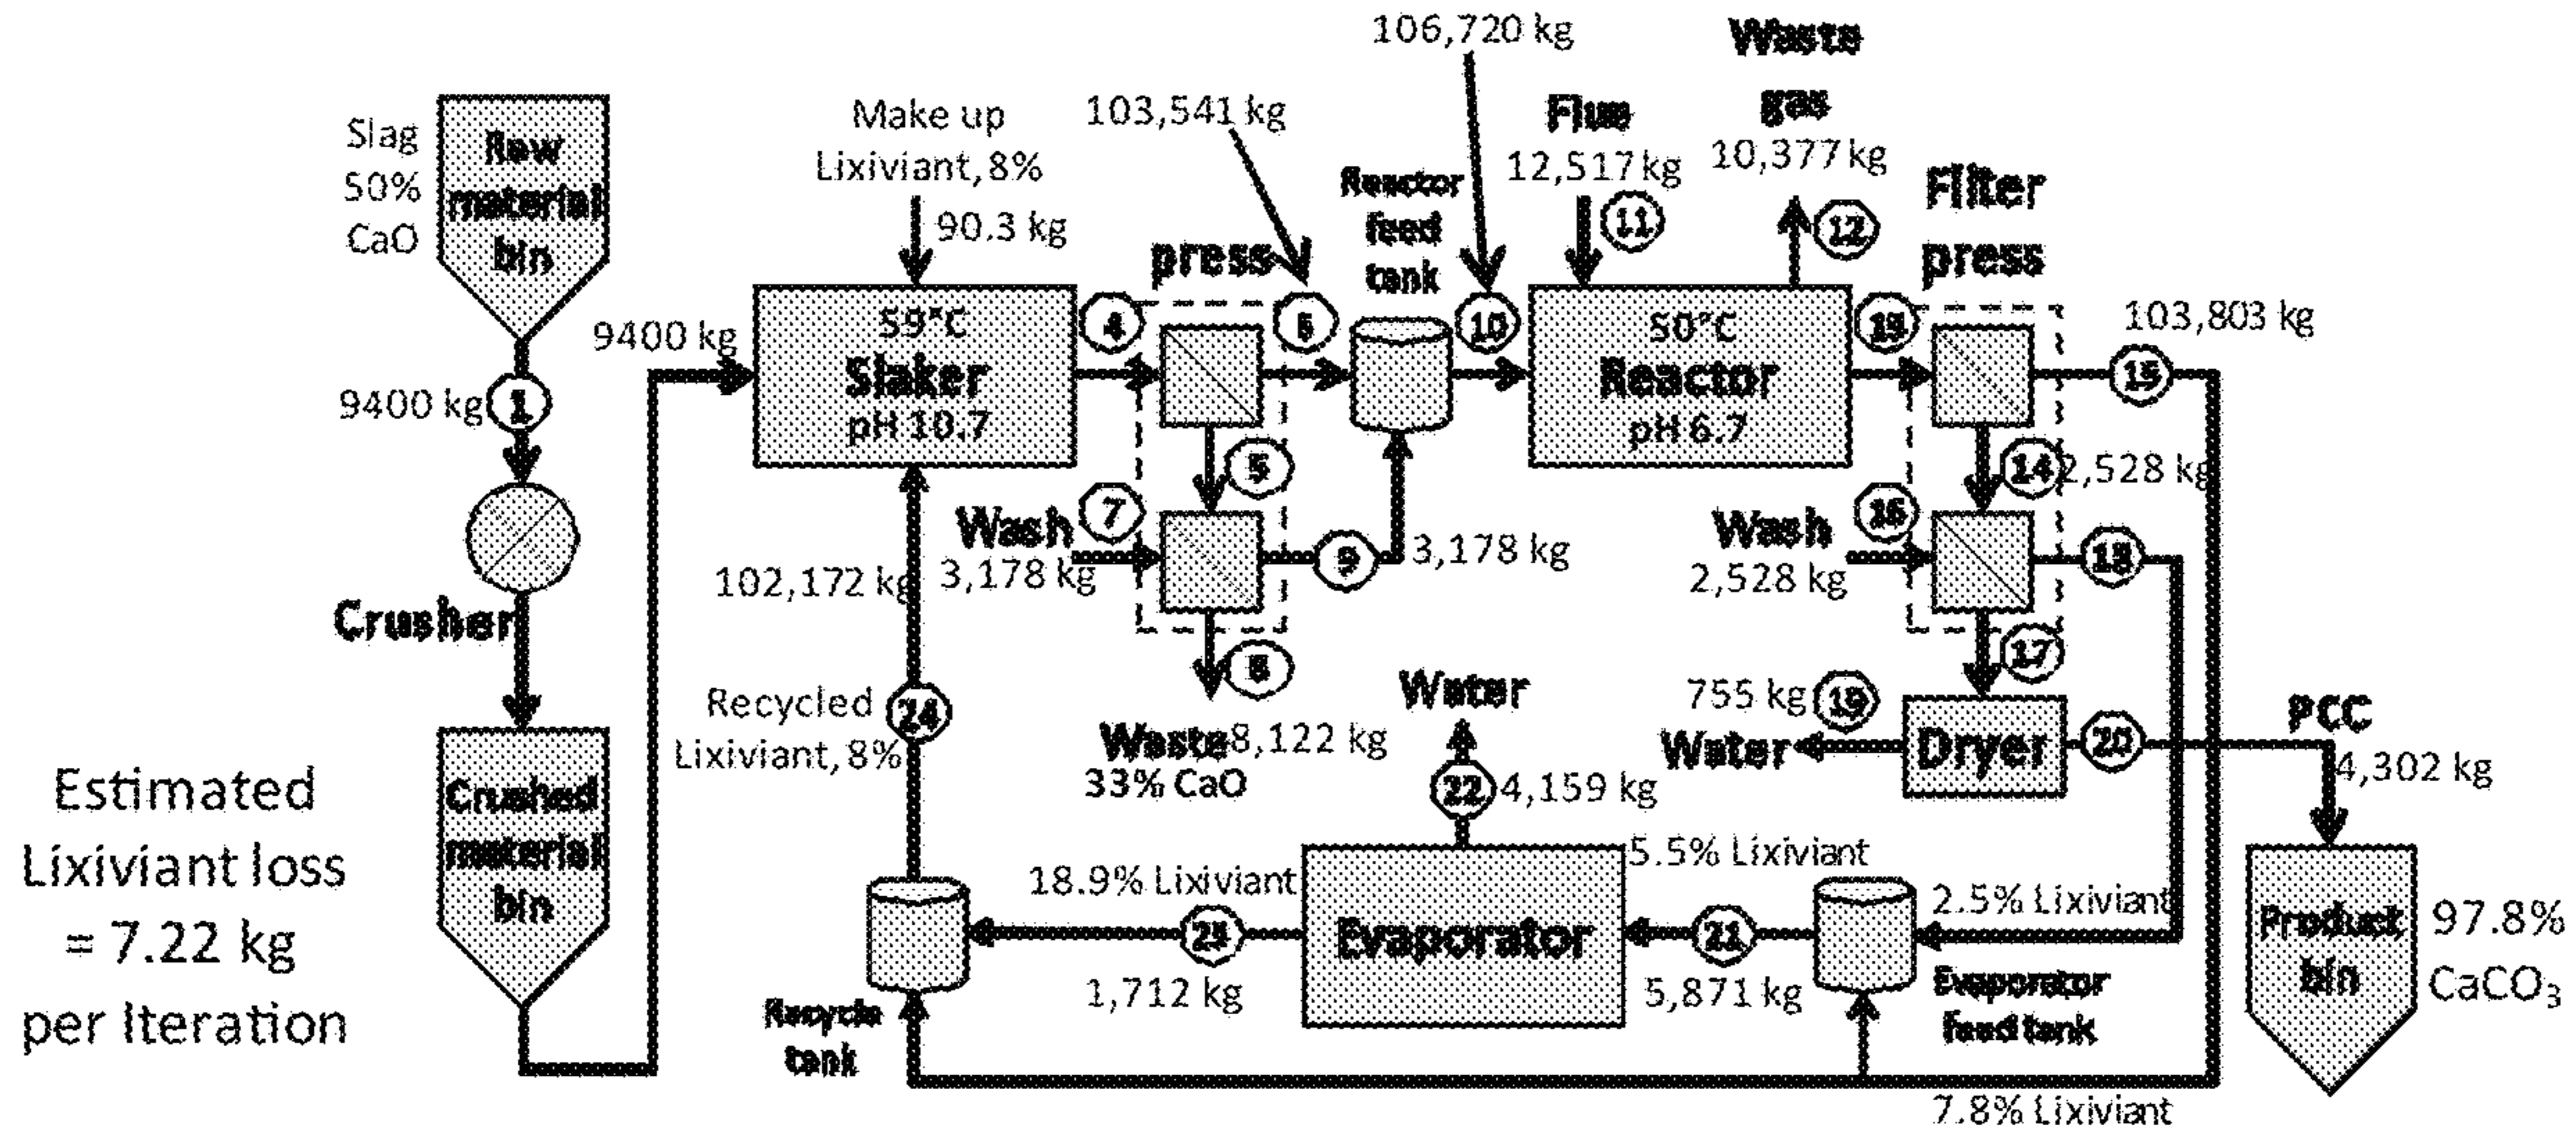 Slag
50%
CaO
Raw
material
bin
9400 kg
1
Crusher
Crushed
material
bin
Estimated
Lixiviant loss
= 7.22 kg
per Iteration
9400 kg
Make up
Lixiviant, 8%
90.3 kg
59°C
Slaker
pH 10.7
102,172 kg
24
Recycled
Lixiviant, 8%
4
press
103,541 kg
6
5
Wash
7
3,178 kg
9
3,178 kg
8
Waste 8,122 kg
33% CaO
Reactor
feed
tank
106,720 kg
10
Flue
12,517 kg
11
Waste
gas
10,377 kg
12
50°C
Reactor
pH 6.7
13
Filter
press
103,803 kg
15
14
2,528 kg
Wash
16
2,528 kg
18
17
755 kg
19
Water
Dryer
20
PCC
4,302 kg
Product
bin
97.8%
CaCO₃
Water
22
4,159 kg
Evaporator
5.5% Lixiviant
21
5,871 kg
2.5% Lixiviant
Evaporator
feed tank
7.8% Lixiviant
18.9% Lixiviant
1,712 kg
Recycle
tank